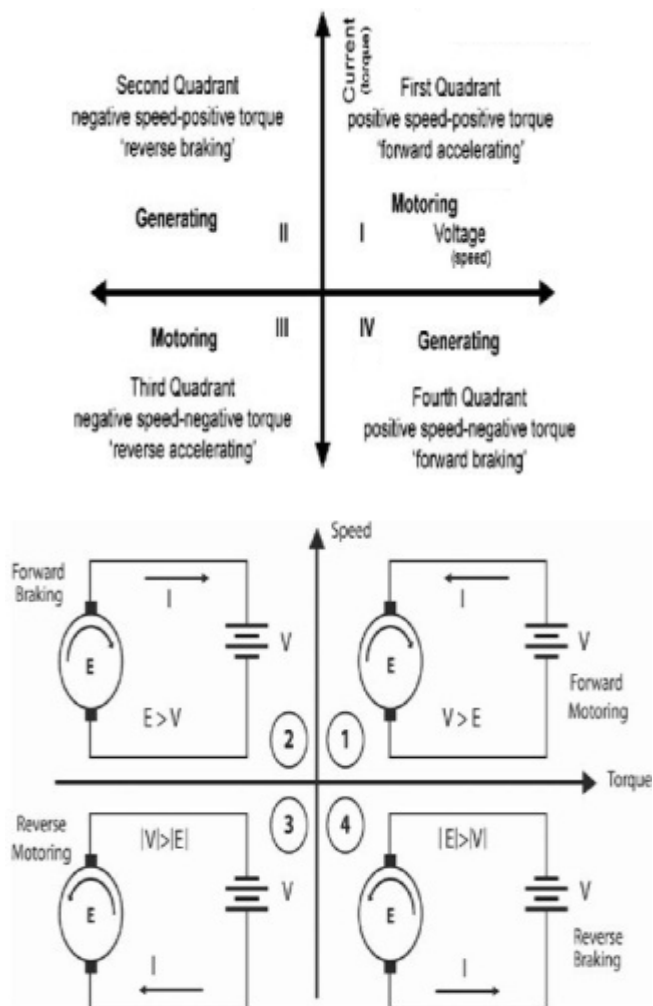 Current
(torque)
Second Quadrant
negative speed-positive torque
'reverse braking'
First Quadrant
positive speed-positive torque
'forward accelerating'
Generating
Motoring
II
I
Voltage
(speed)
III
IV
Motoring
Generating
Third Quadrant
negative speed-negative torque
'reverse accelerating'
Fourth Quadrant
positive speed-negative torque
'forward braking'
Speed
Forward
Braking
I
E
V
E > V
2
I
E
V
V > E
Forward
Motoring
1
Torque
Reverse
Motoring
|V|>|E|
3
E
V
I
4
|E|>|V|
E
V
Reverse
Braking
I